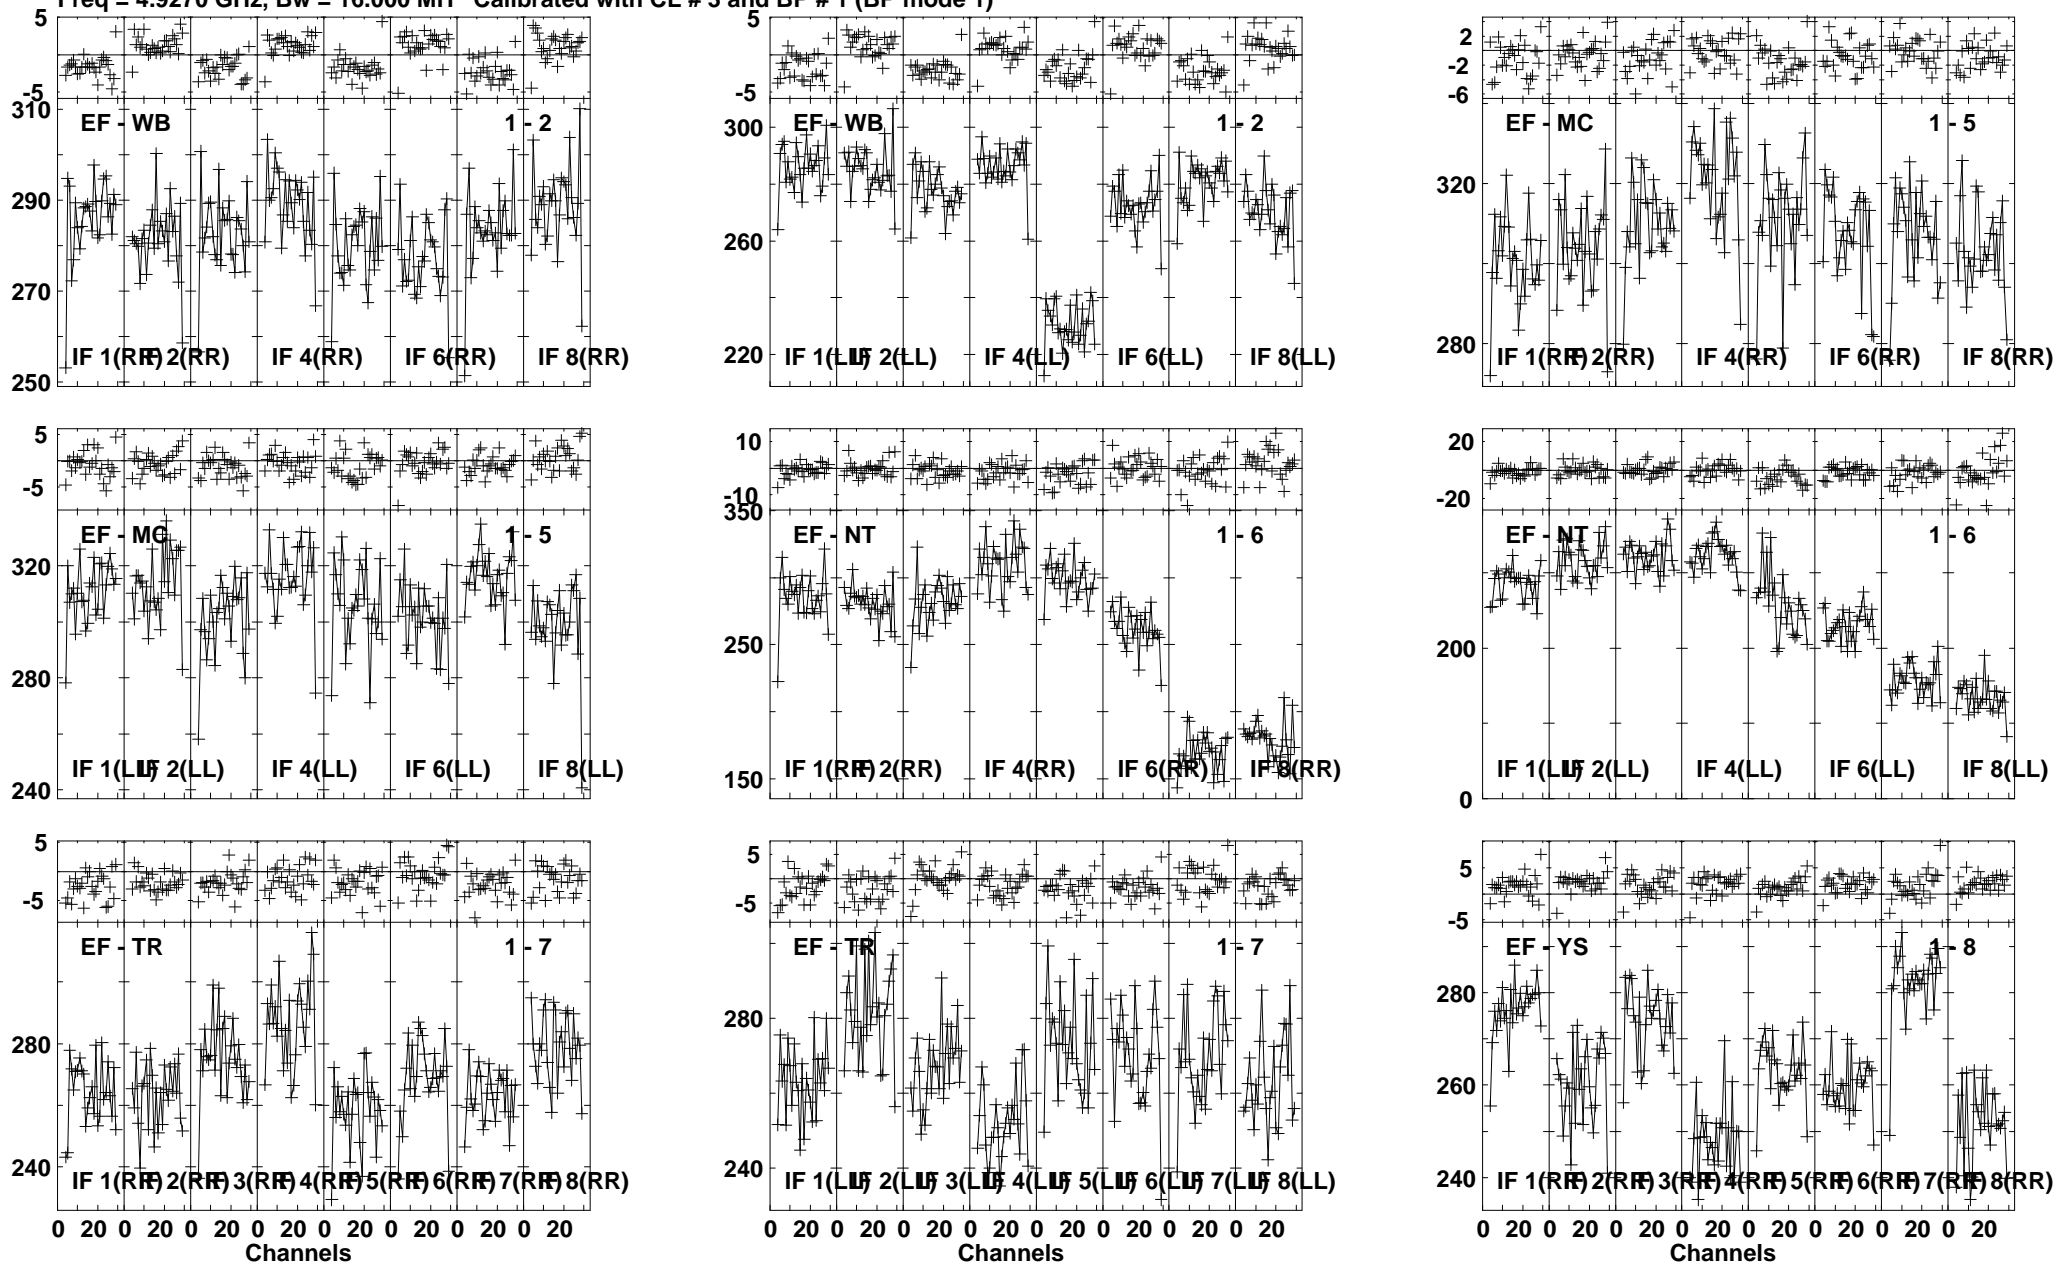 Freq = 4.9270 GHz, Bw = 16.000 MH Calibrated with CL # 3 and BP # 1 (BP mode 1)
5
-5
310
290
270
250
EF - WB 1 - 2
IF 1(RR) IF 2(RR) IF 4(RR) IF 6(RR) IF 8(RR)
5
-5
300
260
220
EF - WB 1 - 2
IF 1(LL) IF 2(LL) IF 4(LL) IF 6(LL) IF 8(LL)
2
-2
-6
320
280
EF - MC 1 - 5
IF 1(RR) IF 2(RR) IF 4(RR) IF 6(RR) IF 8(RR)
5
-5
320
280
240
EF - MC 1 - 5
IF 1(LL) IF 2(LL) IF 4(LL) IF 6(LL) IF 8(LL)
10
-10
350
250
150
EF - NT 1 - 6
IF 1(RR) IF 2(RR) IF 4(RR) IF 6(RR) IF 8(RR)
20
-20
200
0
EF - NT 1 - 6
IF 1(LL) IF 2(LL) IF 4(LL) IF 6(LL) IF 8(LL)
5
-5
280
240
EF - TR 1 - 7
IF 1(RR) IF 2(RR) IF 3(RR) IF 4(RR) IF 5(RR) IF 6(RR) IF 7(RR) IF 8(RR)
0 20 0 20 0 20 0 20 0 20 0 20 0 20 0 20
Channels
5
-5
280
240
EF - TR 1 - 7
IF 1(LL) IF 2(LL) IF 3(LL) IF 4(LL) IF 5(LL) IF 6(LL) IF 7(LL) IF 8(LL)
0 20 0 20 0 20 0 20 0 20 0 20 0 20 0 20
Channels
5
-5
280
260
240
EF - YS 1 - 8
IF 1(RR) IF 2(RR) IF 3(RR) IF 4(RR) IF 5(RR) IF 6(RR) IF 7(RR) IF 8(RR)
0 20 0 20 0 20 0 20 0 20 0 20 0 20 0 20
Channels